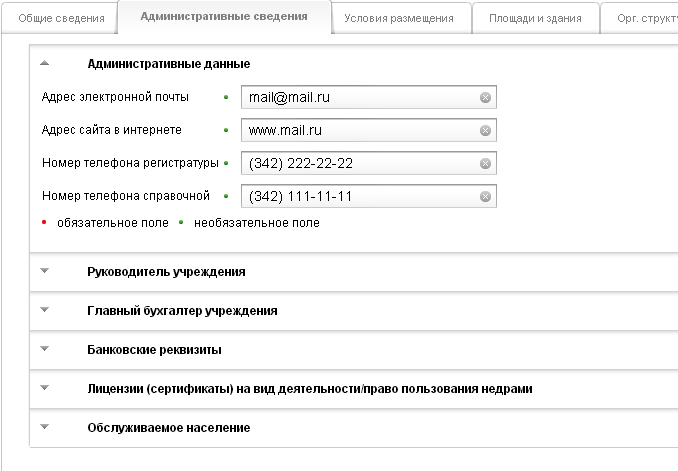 Общие сведения Административные сведения Условия размещения Площади и здания Орг. структ
Административные данные
Адрес электронной почты mail@mail.ru
Адрес сайта в интернете www.mail.ru
Номер телефона регистратуры (342) 222-22-22
Номер телефона справочной (342) 111-11-11
обязательное поле необязательное поле
Руководитель учреждения
Главный бухгалтер учреждения
Банковские реквизиты
Лицензии (сертификаты) на вид деятельности/право пользования недрами
Обслуживаемое население